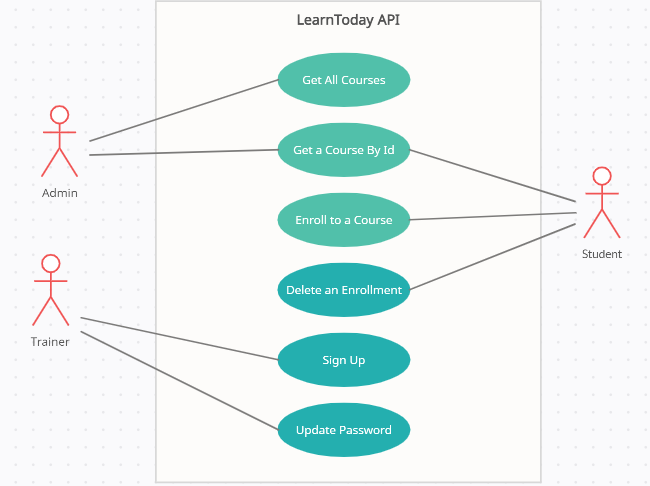 LearnToday API
Get All Courses
Get a Course By Id
Admin
Enroll to a Course
Student
Delete an Enrollment
Trainer
Sign Up
Update Password